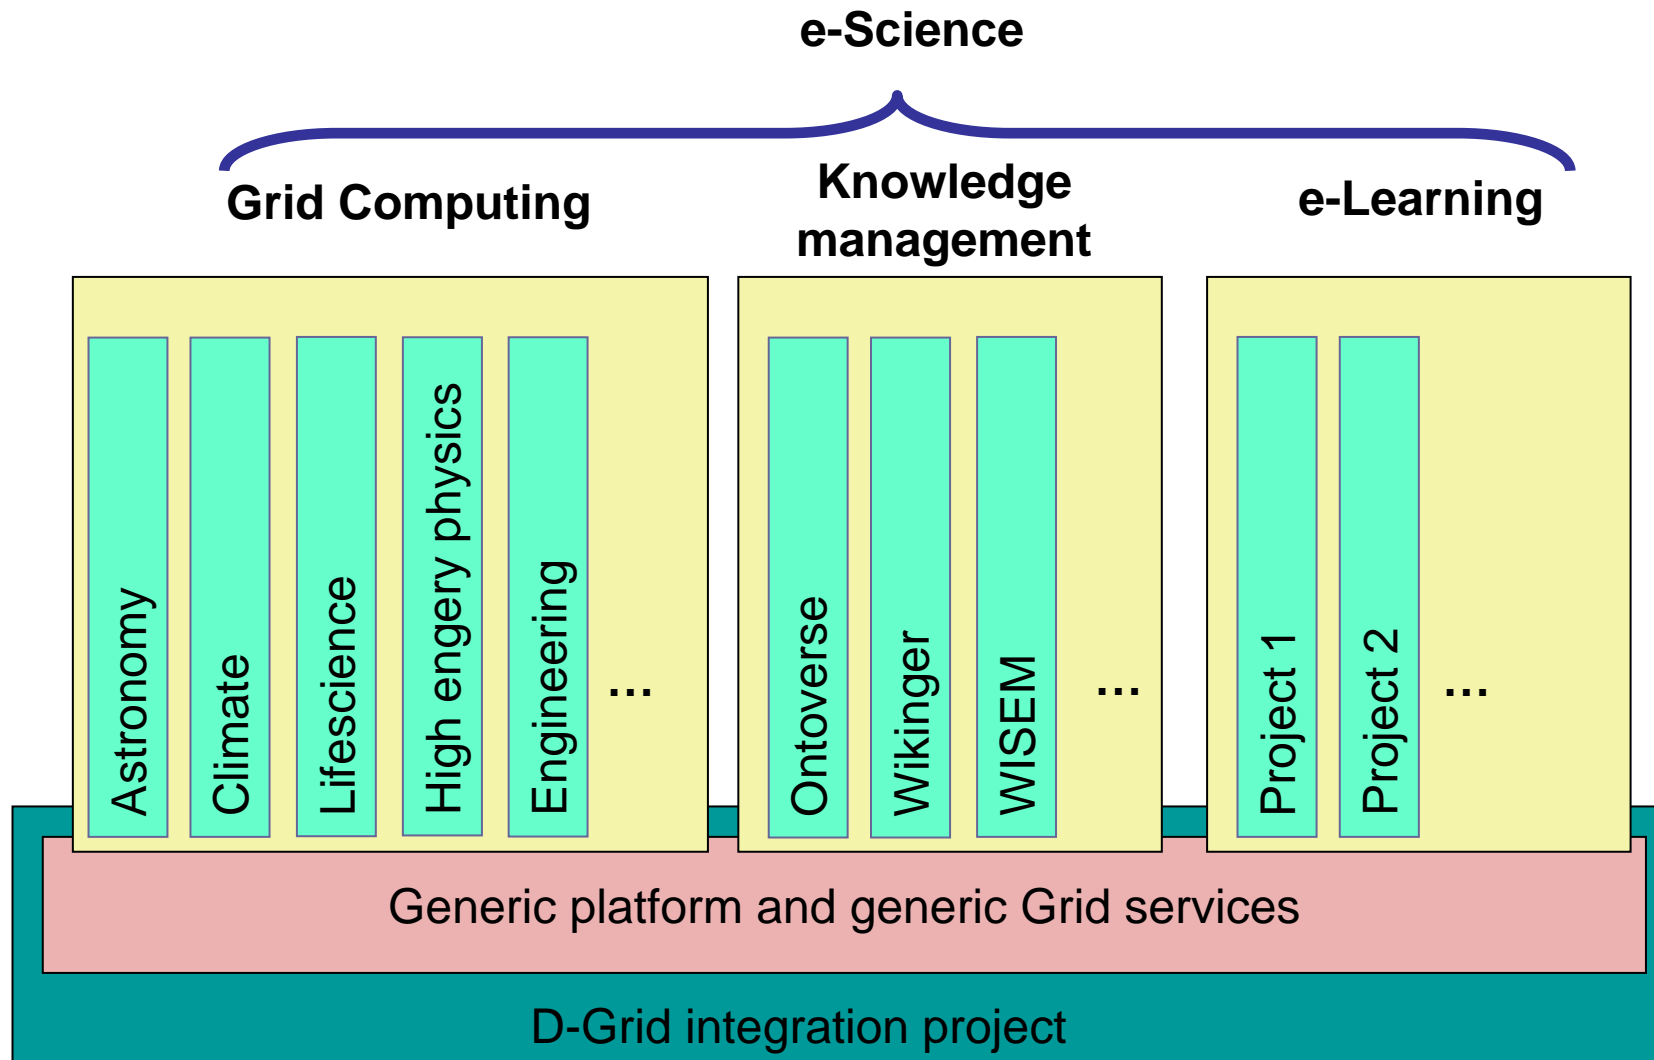 e-Science
Grid Computing
Knowledge
management
e-Learning
Astronomy
Climate
Lifescience
High engery physics
Engineering
...
Ontoverse
Wikinger
WISEM
...
Project 1
Project 2
...
Generic platform and generic Grid services
D-Grid integration project